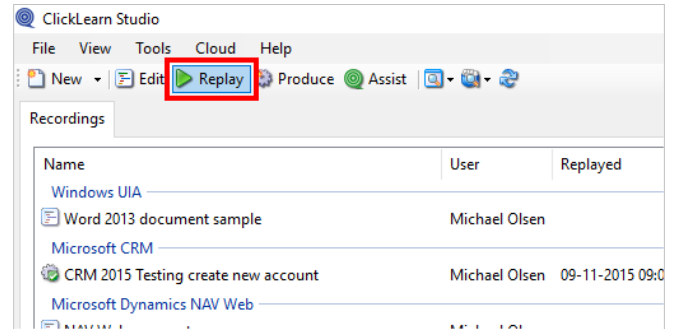 ClickLearn Studio
File View Tools Cloud Help
New Edit Replay Produce Assist
Recordings
Name User Replayed
Windows UIA
Word 2013 document sample Michael Olsen
Microsoft CRM
CRM 2015 Testing create new account Michael Olsen 09-11-2015 09:0
Microsoft Dynamics NAV Web